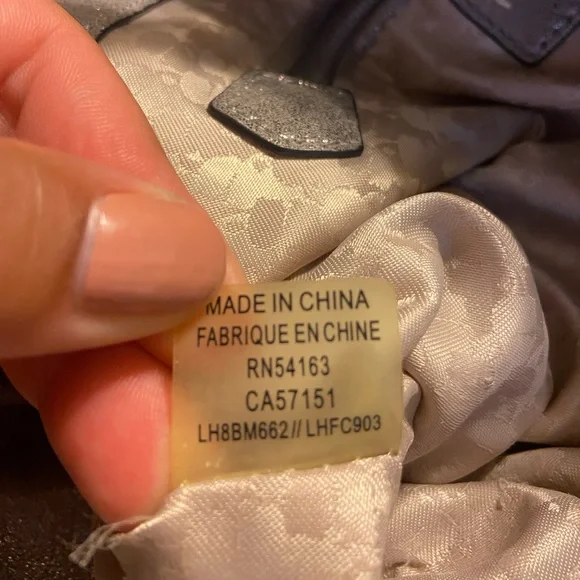 MADE IN CHINA
FABRIQUE EN CHINE
RN54163
CA57151
LH8BM662// LHFC903